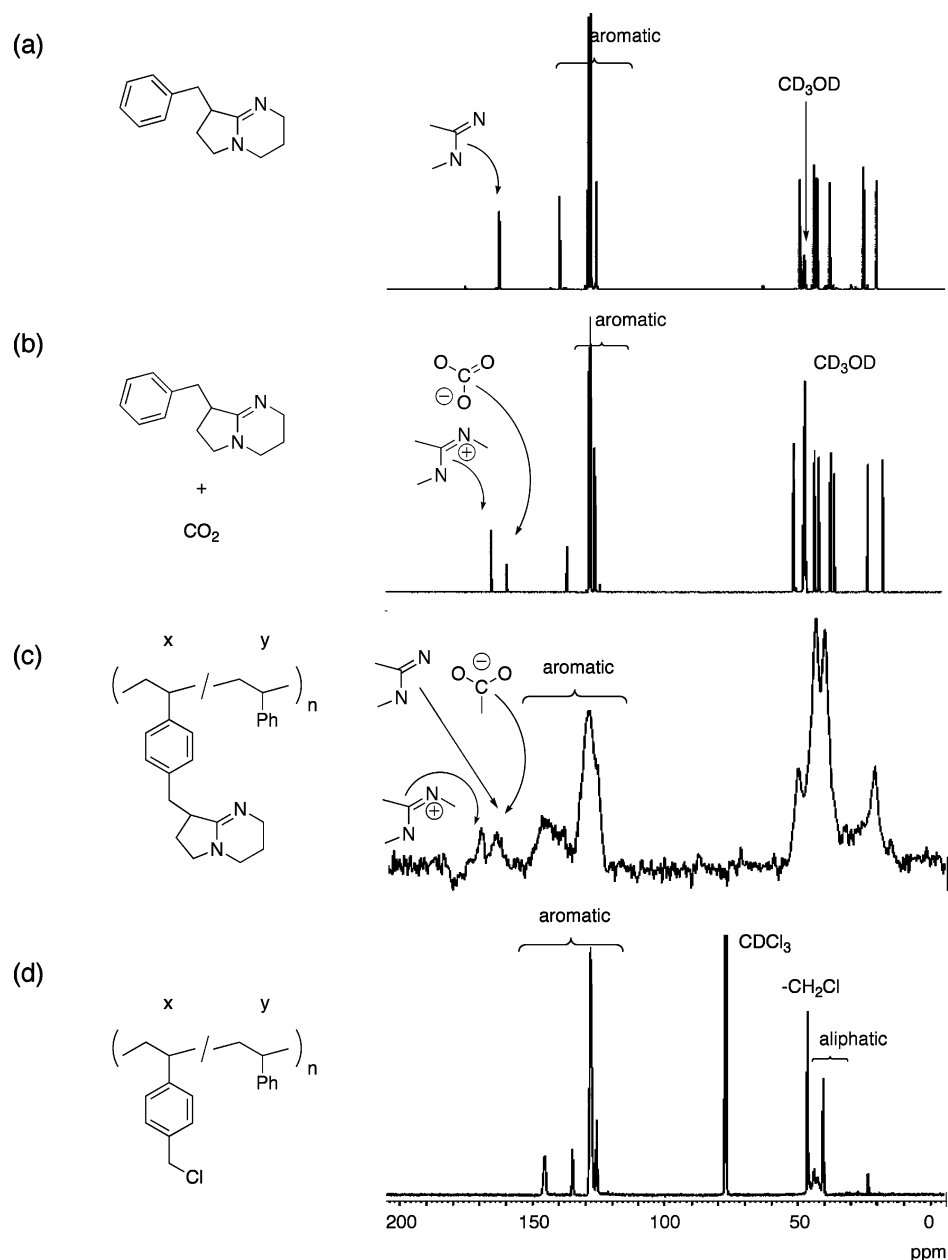 (a)
aromatic
CD3OD
N
N
N
N
(b)
aromatic
O
C
O
O
⊖
CD3OD
N
N
N
⊕
N
+
CO2
(c)
x
y
( / )n
Ph
N
N
N
N
⊖
O
C
O
aromatic
N
⊕
N
(d)
aromatic
CDCl3
-CH2Cl
aliphatic
x
y
( / )n
Ph
Cl
200 150 100 50 0
ppm